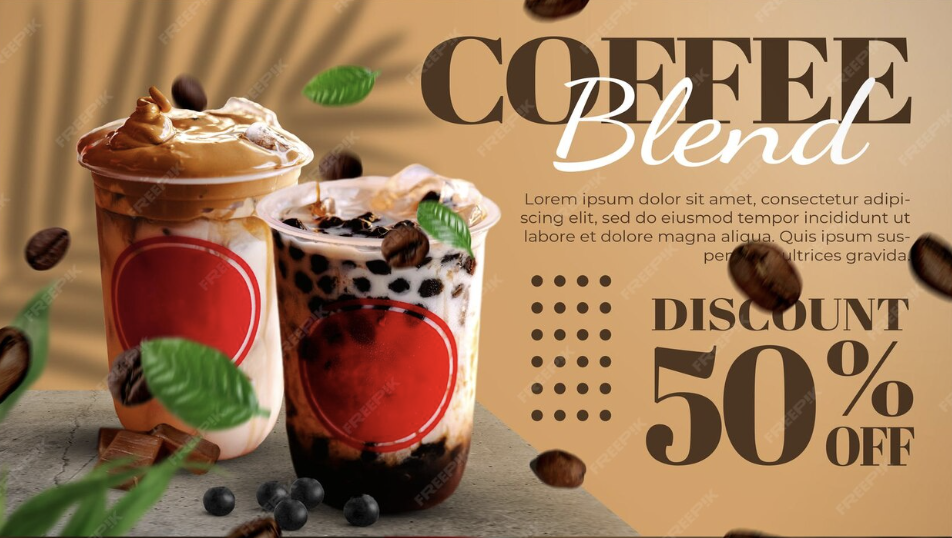 COFFEE
Blend
Lorem ipsum dolor sit amet, consectetur adipi-
scing elit, sed do eiusmod tempor incididunt ut
labore et dolore magna aliqua. Quis ipsum sus-
ultrices gravida.
DISCOUNT
50%
OFF
FREEPIK